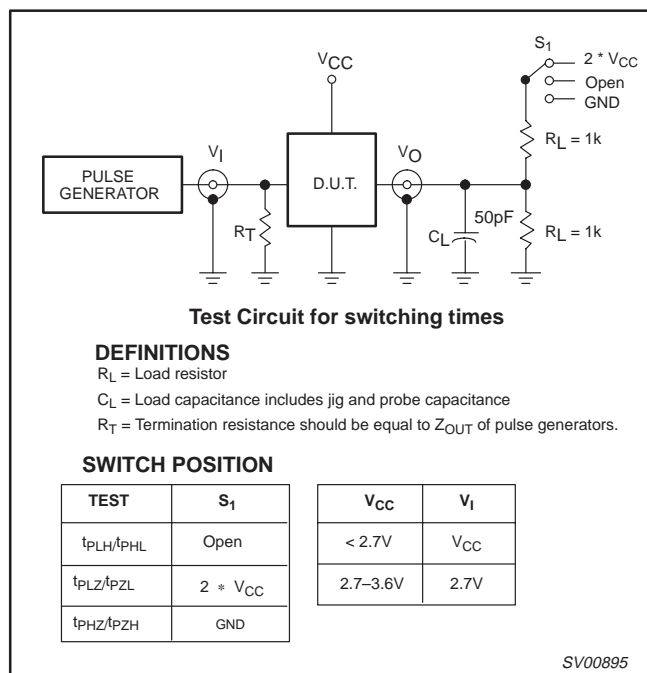 S1
VCC
2 * VCC
Open
GND
RL = 1k
VI
VO
PULSE
GENERATOR
D.U.T.
50pF
RT
CL
RL = 1k
Test Circuit for switching times
DEFINITIONS
RL = Load resistor
CL = Load capacitance includes jig and probe capacitance
RT = Termination resistance should be equal to ZOUT of pulse generators.
SWITCH POSITION
TEST S1
tPLH/tPHL Open
tPLZ/tPZL 2 * VCC
tPHZ/tPZH GND
VCC VI
< 2.7V VCC
2.7–3.6V 2.7V
SV00895